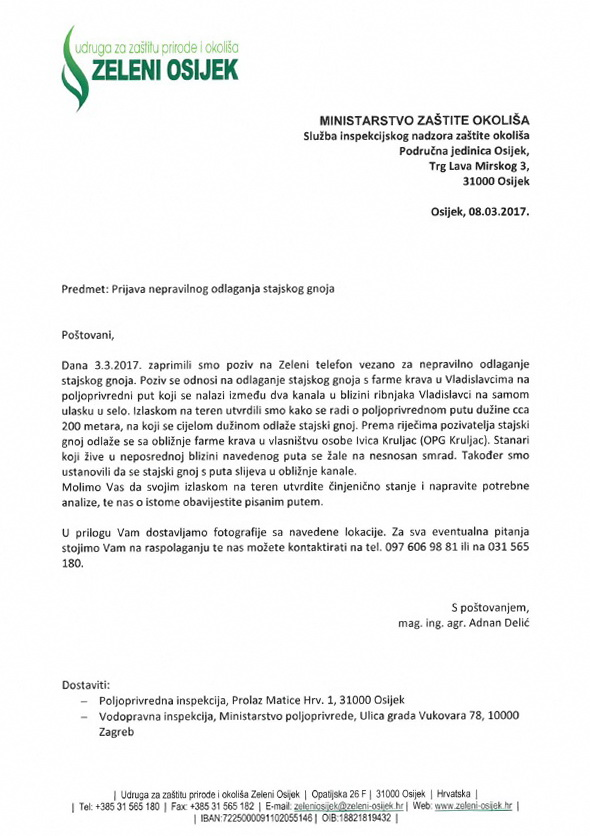 udruga za zaštitu prirode i okoliša
ZELENI OSIJEK
MINISTARSTVO ZAŠTITE OKOLIŠA
Služba inspekcijskog nadzora zaštite okoliša
Područna jedinica Osijek,
Trg Lava Mirskog 3,
31000 Osijek
Osijek, 08.03.2017.
Predmet: Prijava nepravilnog odlaganja stajskog gnoja
Poštovani,
Dana 3.3.2017. zaprimili smo poziv na Zeleni telefon vezano za nepravilno odlaganje
stajskog gnoja. Poziv se odnosi na odlaganje stajskog gnoja s farme krava u Vladislavcima na
poljoprivredni put koji se nalazi između dva kanala u blizini ribnjaka Vladislavci na samom
ulasku u selo. Izlaskom na teren utvrdili smo kako se radi o poljoprivrednom putu dužine cca
200 metara, na koji se cijelom dužinom odlaže stajski gnoj. Prema riječima pozivatelja stajski
gnoj odlaže se sa obližnje farme krava u vlasništvu osobe Ivica Kruljac (OPG Kruljac). Stanari
koji žive u neposrednoj blizini navedenog puta se žale na nesnosan smrad. Također smo
ustanovili da se stajski gnoj s puta slijeva u obližnje kanale.
Molimo Vas da svojim izlaskom na teren utvrdite činjenično stanje i napravite potrebne
analize, te nas o istome obavijestite pisanim putem.
U prilogu Vam dostavljamo fotografije sa navedene lokacije. Za sva eventualna pitanja
stojimo Vam na raspolaganju te nas možete kontaktirati na tel. 097 606 98 81 ili na 031 565
180.
S poštovanjem,
mag. ing. agr. Adnan Delić
Dostaviti:
– Poljoprivredna inspekcija, Prolaz Matice Hrv. 1, 31000 Osijek
– Vodopravna inspekcija, Ministarstvo poljoprivrede, Ulica grada Vukovara 78, 10000
Zagreb
| Udruga za zaštitu prirode i okoliša Zeleni Osijek | Opatijska 26 F | 31000 Osijek | Hrvatska |
| Tel: +385 31 565 180 | Fax: +385 31 565 182 | E-mail: zeleniosijek@zeleni-osijek.hr | Web: www.zeleni-osijek.hr |
| IBAN:7225000091102055146 | OIB:18821819432 |